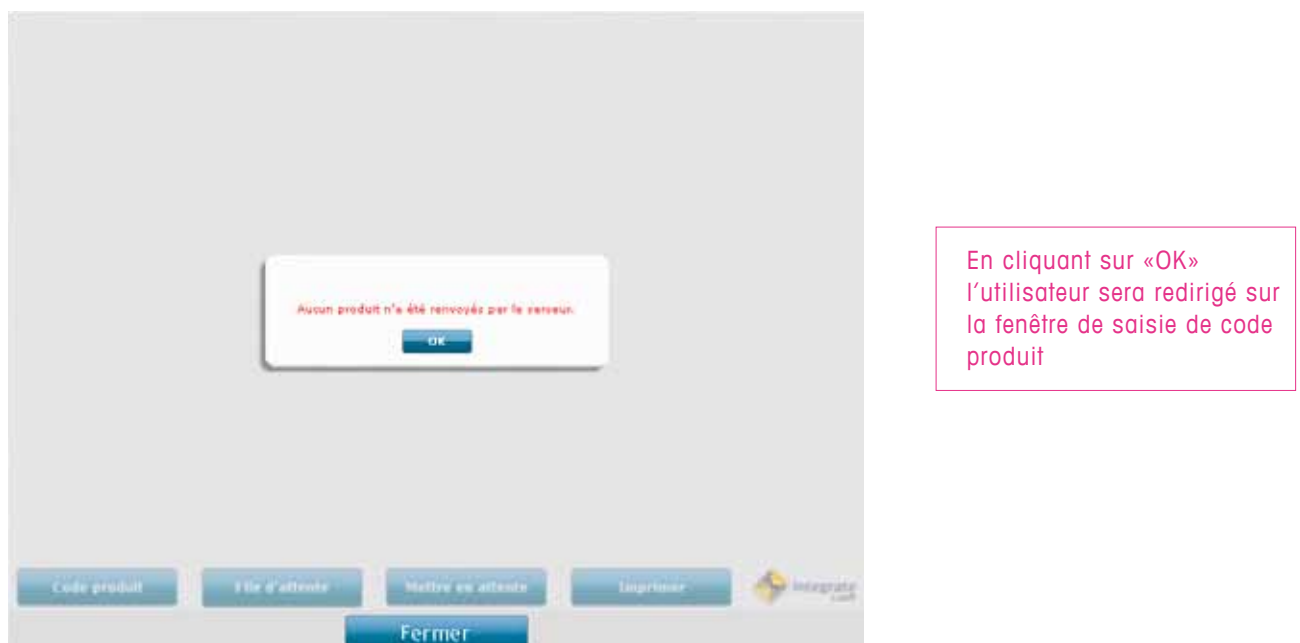 Aucun produit n'a été renvoyés par le serveur.
OK
En cliquant sur «OK»
l'utilisateur sera redirigé sur
la fenêtre de saisie de code
produit
Code produit
File d'attente
Mettre en attente
Imprimer
integrate
Fermer